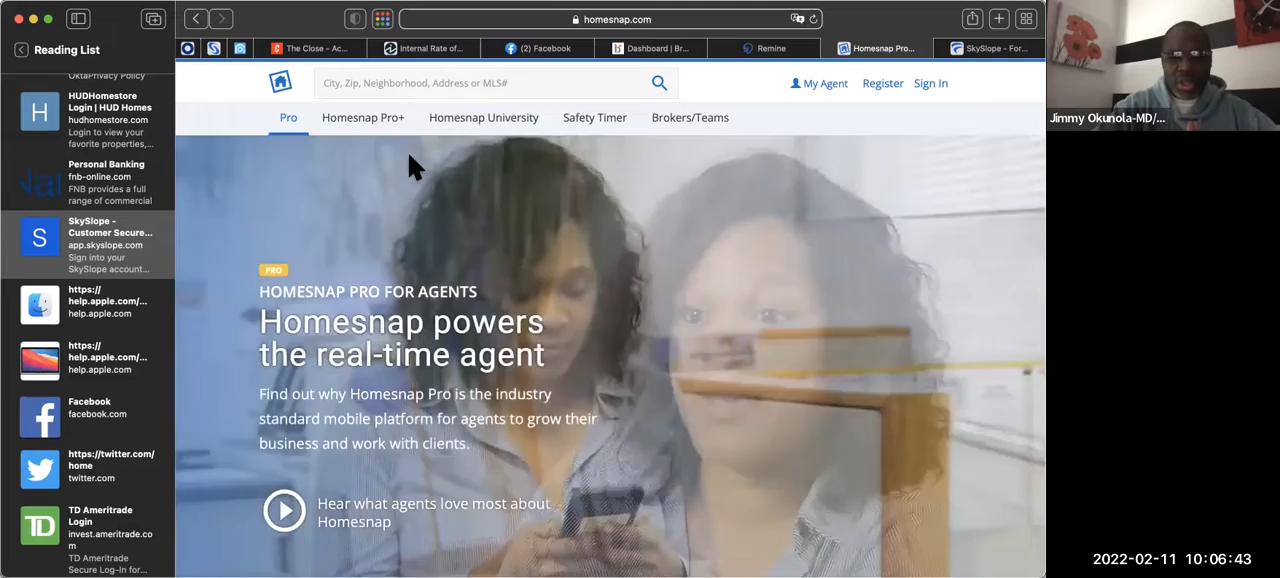 homesnap.com
Reading List
The Close - Ac...
Internal Rate of...
(2) Facebook
Dashboard | Br...
Remine
Homesnap Pro...
SkySlope - For...
OktaPrivacy Policy
H
HUDHomestore
Login | HUD Homes
hudhomestore.com
Login to view your
favorite properties,...
Personal Banking
fnb-online.com
FNB provides a full
range of commercial
S
SkySlope -
Customer Secure...
app.skyslope.com
Sign into your
SkySlope account...
https://
help.apple.com/...
help.apple.com
https://
help.apple.com/...
help.apple.com
Facebook
facebook.com
https://twitter.com/
home
twitter.com
TD
TD Ameritrade
Login
invest.ameritrade.co
m
TD Ameritrade
Secure Log-In for...
City, Zip, Neighborhood, Address or MLS#
My Agent
Register
Sign In
Pro
Homesnap Pro+
Homesnap University
Safety Timer
Brokers/Teams
PRO
HOMESNAP PRO FOR AGENTS
Homesnap powers
the real-time agent
Find out why Homesnap Pro is the industry
standard mobile platform for agents to grow their
business and work with clients.
Hear what agents love most about
Homesnap
Jimmy Okunola-MD/...
2022-02-11 10:06:43